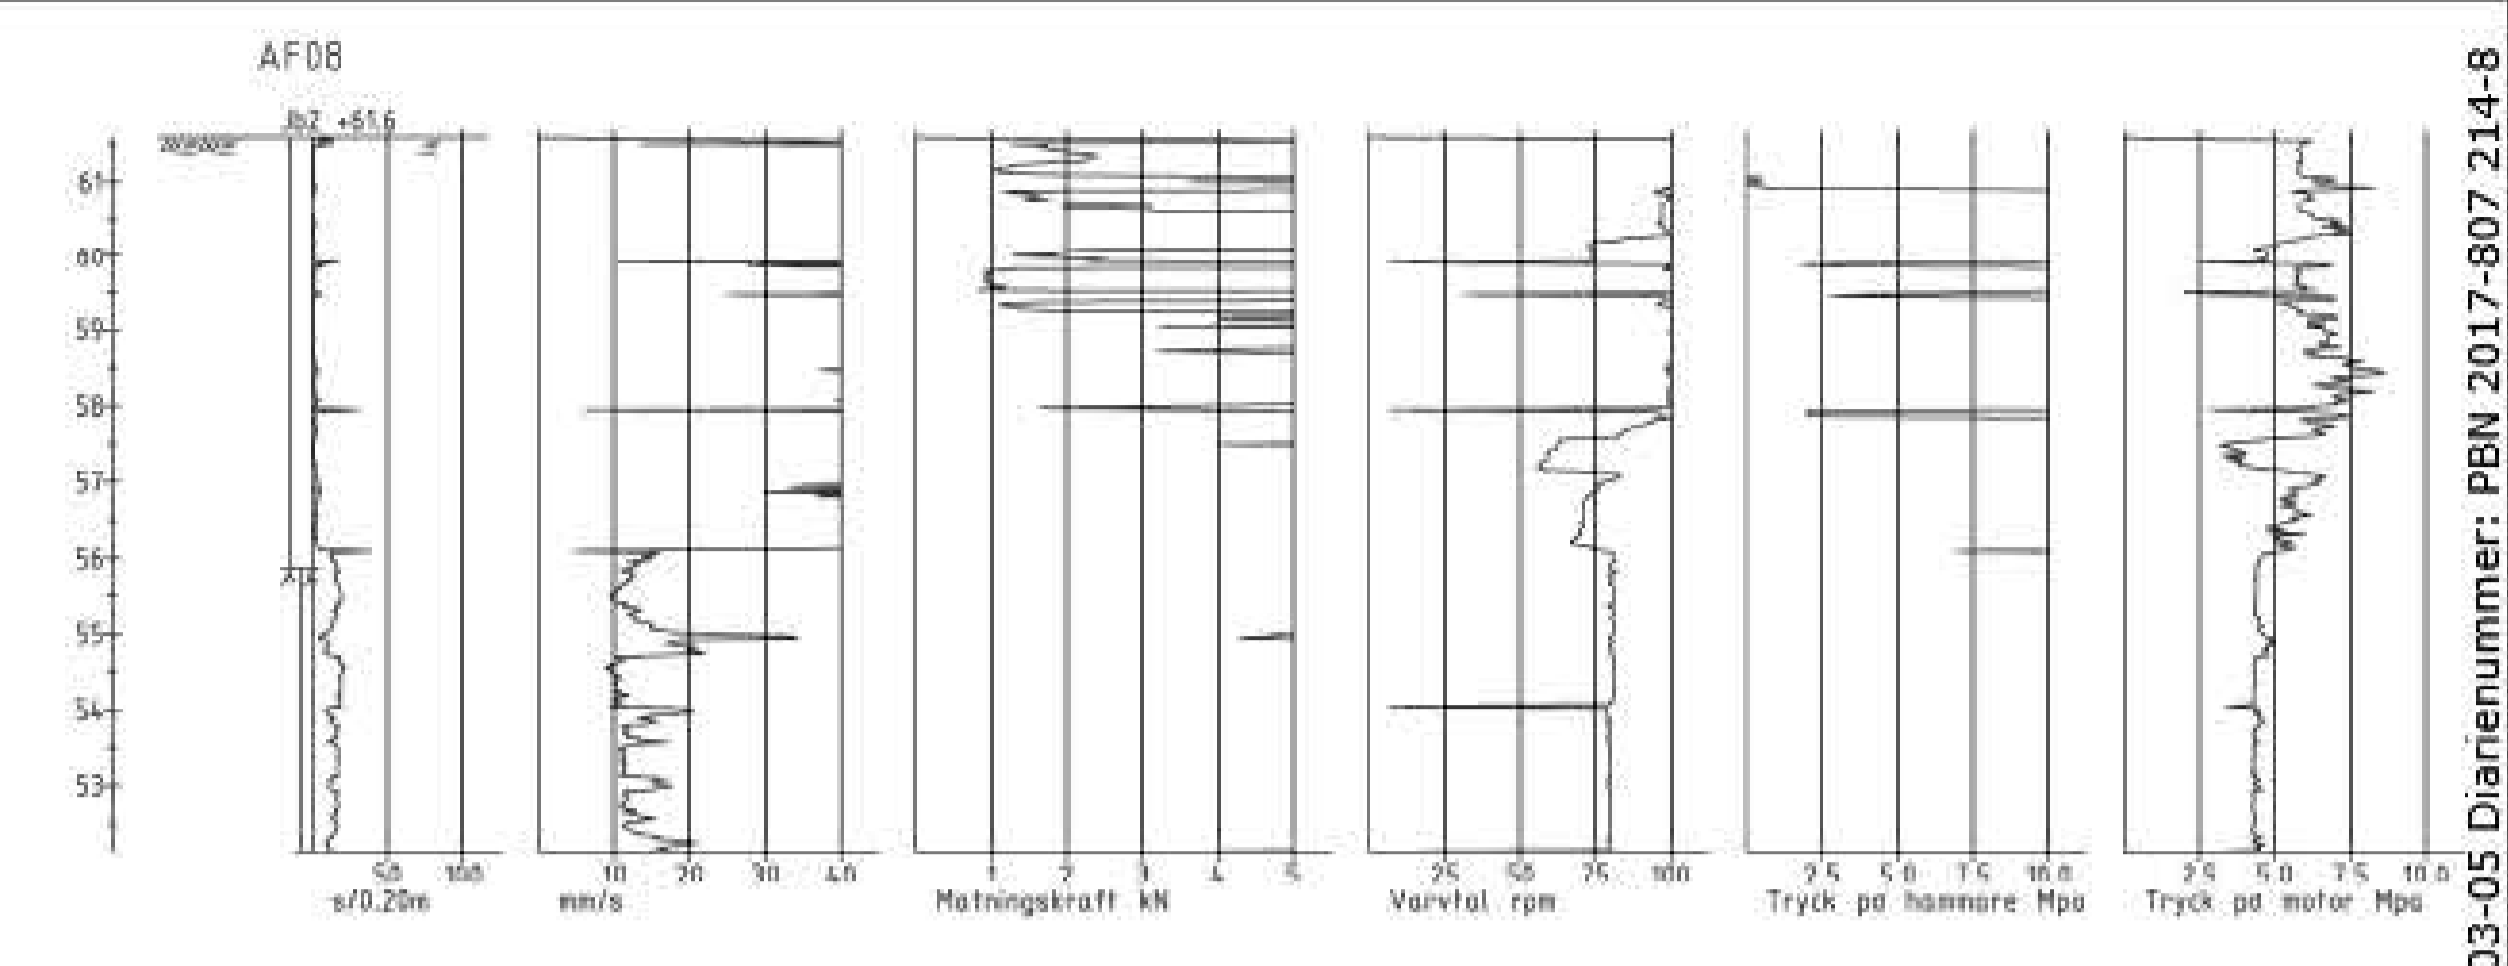 AF08
JbZ +61.6
61
60
59
58
57
56
55
54
53
50 100
s/0.20m
10 20 30 40
mm/s
1 2 3 4 5
Matningskraft kN
25 50 75 100
Varvtal rpm
2.5 5.0 7.5 10.0
Tryck på hammare Mpa
2.5 5.0 7.5 10.0
Tryck på motor Mpa
03-05 Diarienummer: PBN 2017-807 214-8